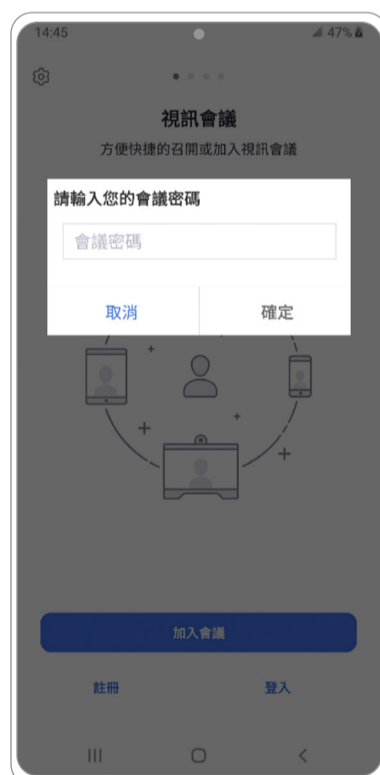 14:45
47%
視訊會議
方便快捷的召開或加入視訊會議
請輸入您的會議密碼
會議密碼
取消
確定
加入會議
註冊
登入